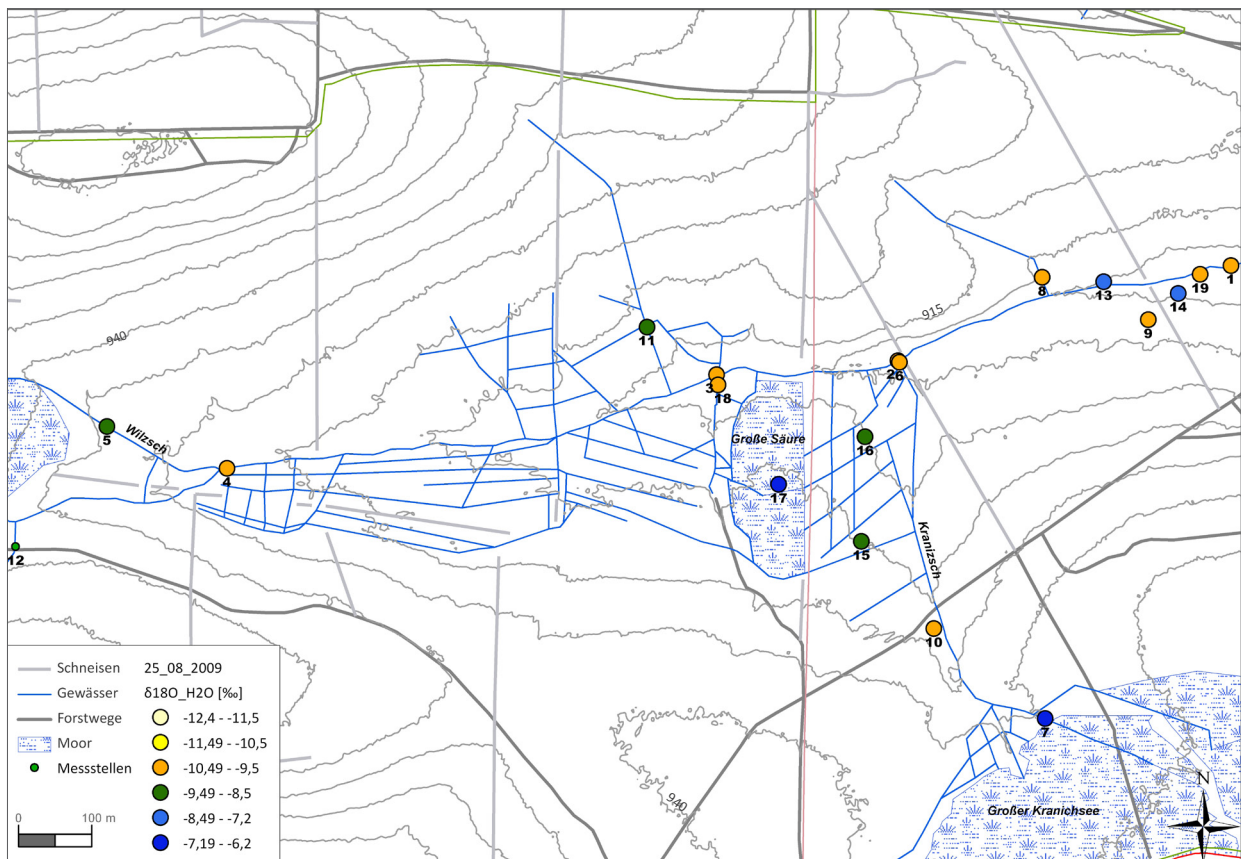 940
915
8
13
14
19
1
9
11
3
18
26
Große Säure
16
17
5
Wilzsch
4
12
15
Kranizsch
10
7
940
Großer Kranichsee
N
Schneisen
25_08_2009
Gewässer
δ18O_H2O [‰]
Forstwege
-12,4 - -11,5
-11,49 - -10,5
Moor
-10,49 - -9,5
Messstellen
-9,49 - -8,5
-8,49 - -7,2
0 100 m
-7,19 - -6,2